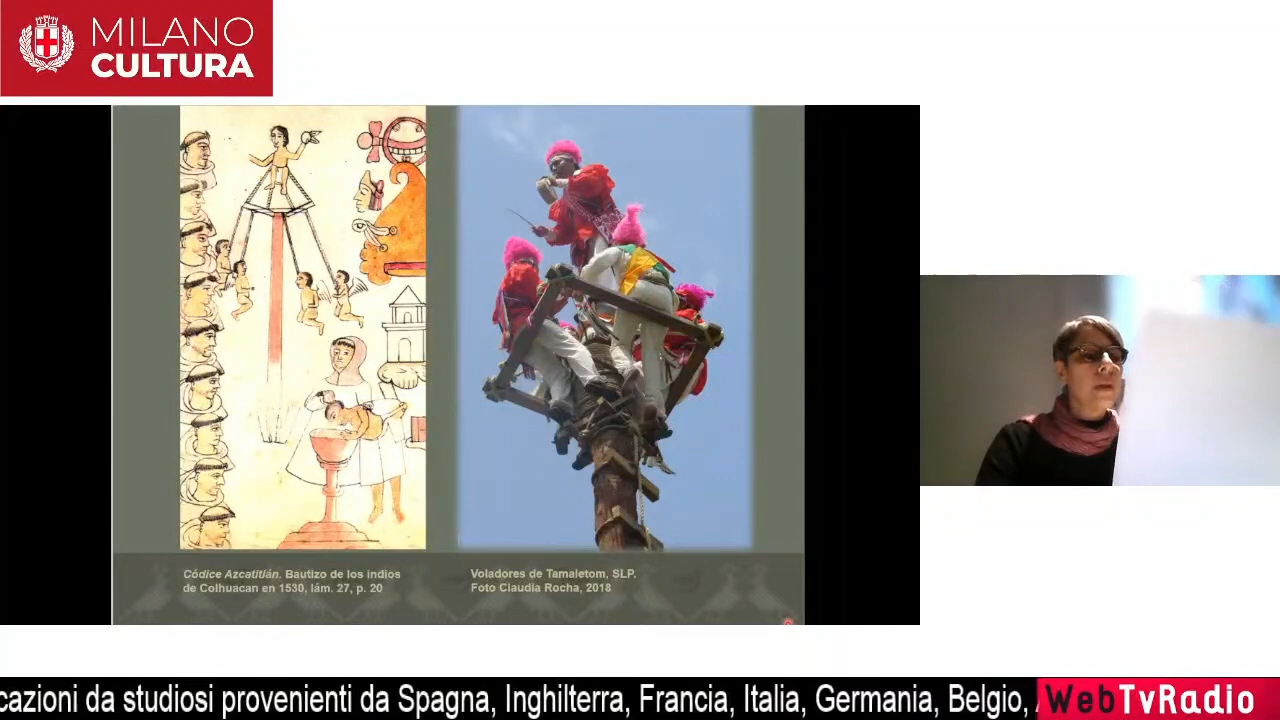 MILANO
CULTURA
Códice Azcatitlán. Bautizo de los indios
de Colhuacan en 1530, lám. 27, p. 20
Voladores de Tamaletom, SLP.
Foto Claudia Rocha, 2018
cazioni da studiosi provenienti da Spagna, Inghilterra, Francia, Italia, Germania, Belgio,
WebTvRadio